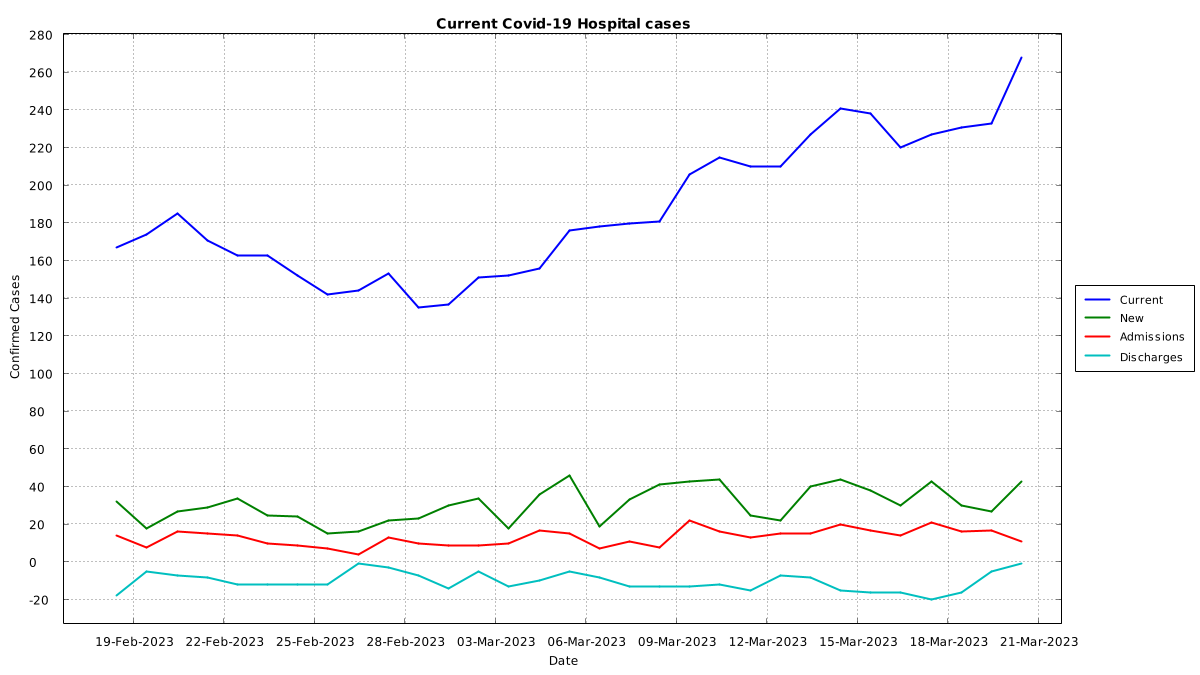 Current Covid-19 Hospital cases
Confirmed Cases
280
260
240
220
200
180
160
140
120
100
80
60
40
20
0
-20
19-Feb-2023 22-Feb-2023 25-Feb-2023 28-Feb-2023 03-Mar-2023 06-Mar-2023 09-Mar-2023 12-Mar-2023 15-Mar-2023 18-Mar-2023 21-Mar-2023
Date
Current
New
Admissions
Discharges